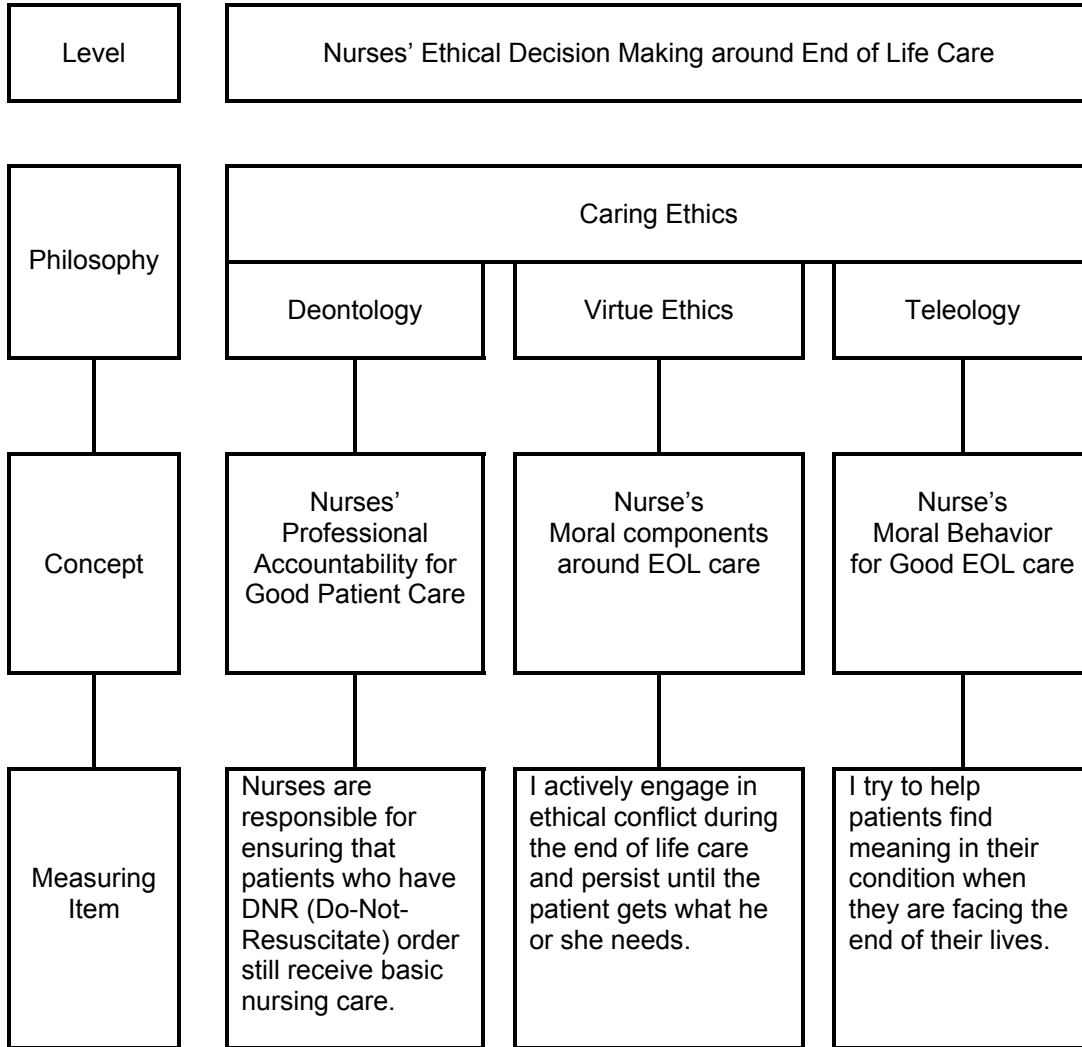 Level
Nurses’ Ethical Decision Making around End of Life Care
Philosophy
Caring Ethics
Deontology
Virtue Ethics
Teleology
Concept
Nurses’
Professional
Accountability for
Good Patient Care
Nurse’s
Moral components
around EOL care
Nurse’s
Moral Behavior
for Good EOL care
Measuring
Item
Nurses are
responsible for
ensuring that
patients who have
DNR (Do-Not-
Resuscitate) order
still receive basic
nursing care.
I actively engage in
ethical conflict during
the end of life care
and persist until the
patient gets what he
or she needs.
I try to help
patients find
meaning in their
condition when
they are facing the
end of their lives.